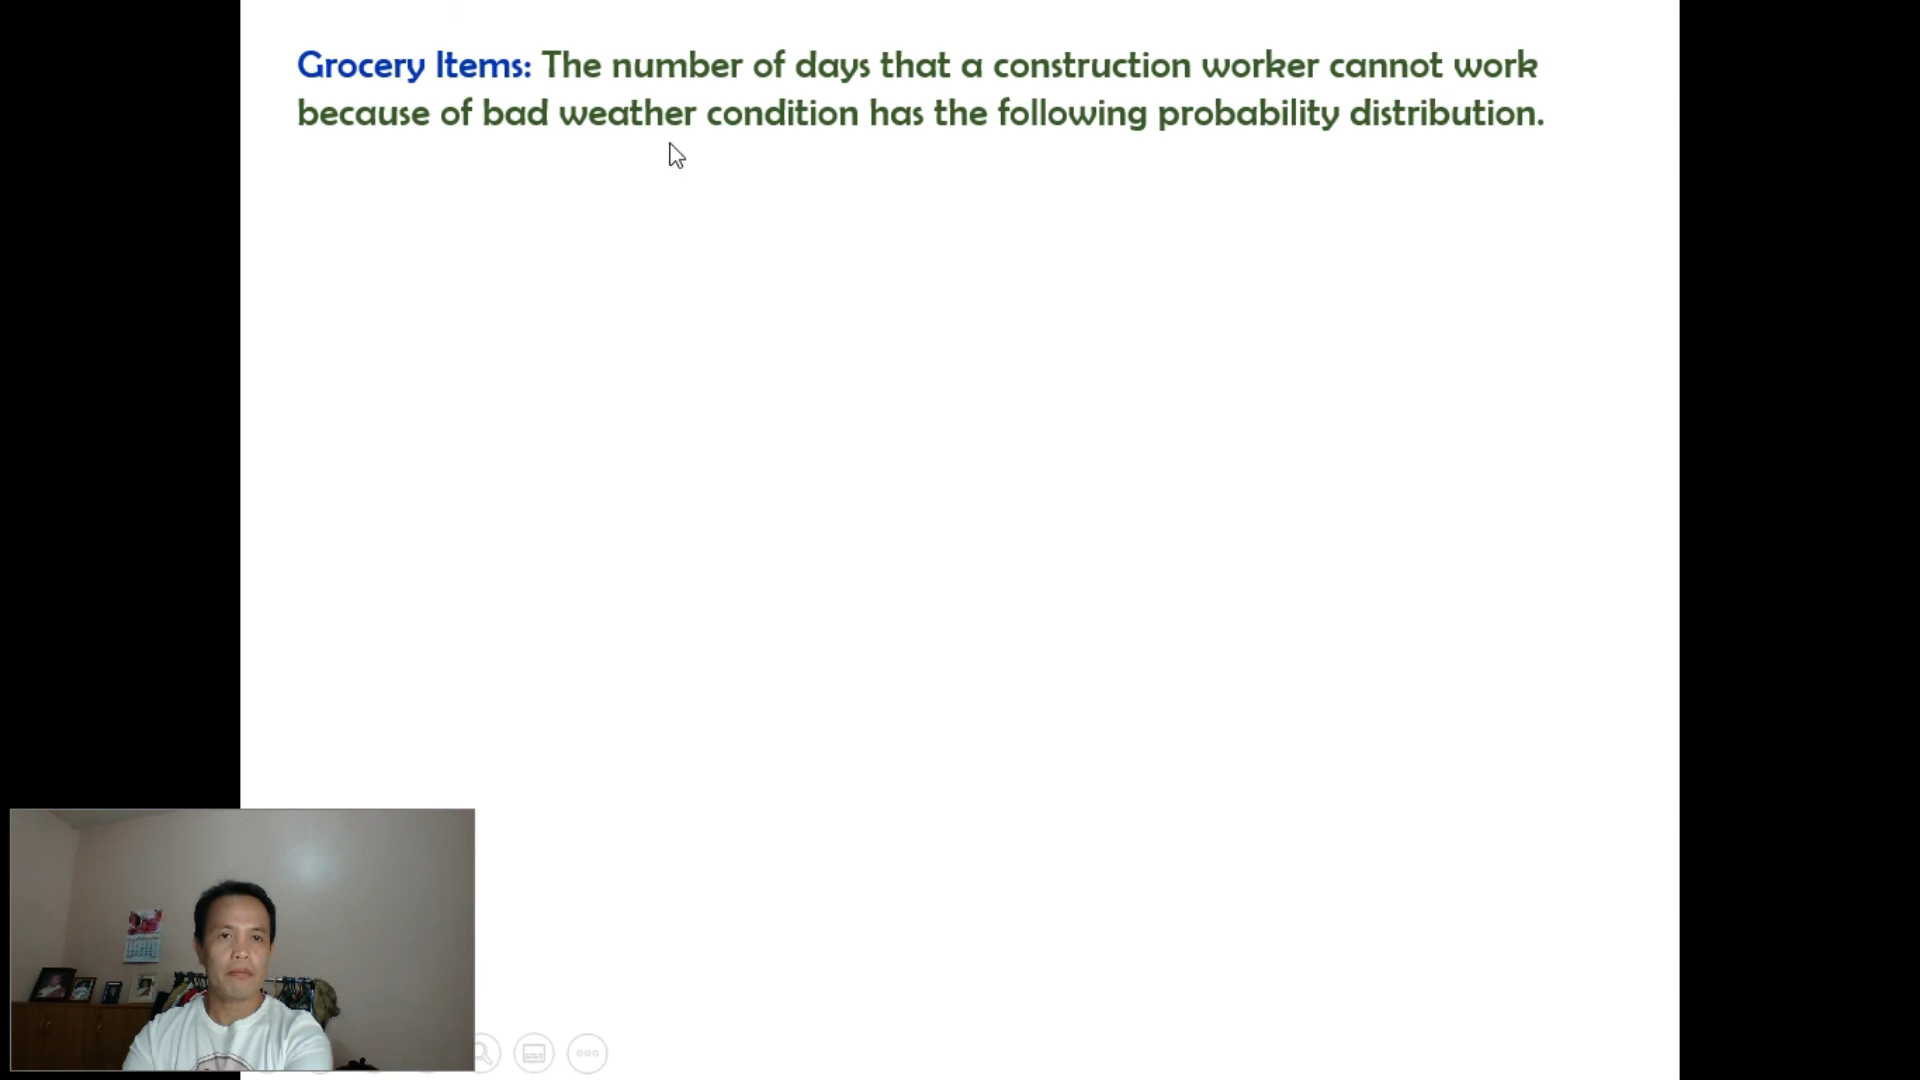 Grocery Items: The number of days that a construction worker cannot work
because of bad weather condition has the following probability distribution.